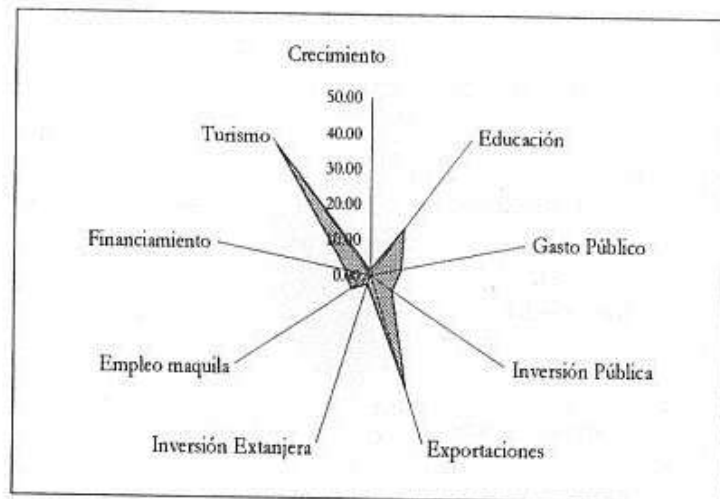 Crecimiento
50.00
40.00
30.00
20.00
10.00
0.00
Turismo
Educación
Financiamiento
Gasto Público
Empleo maquila
Inversión Pública
Inversión Extanjera
Exportaciones